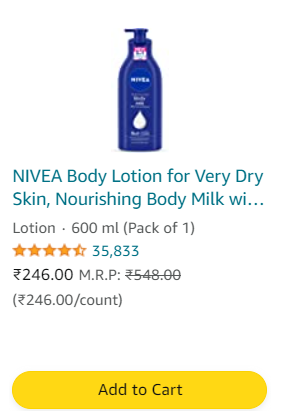 NIVEA
NIVEA Body Lotion for Very Dry
Skin, Nourishing Body Milk wi...
Lotion · 600 ml (Pack of 1)
35,833
₹246.00 M.R.P: ₹548.00
(₹246.00/count)
Add to Cart